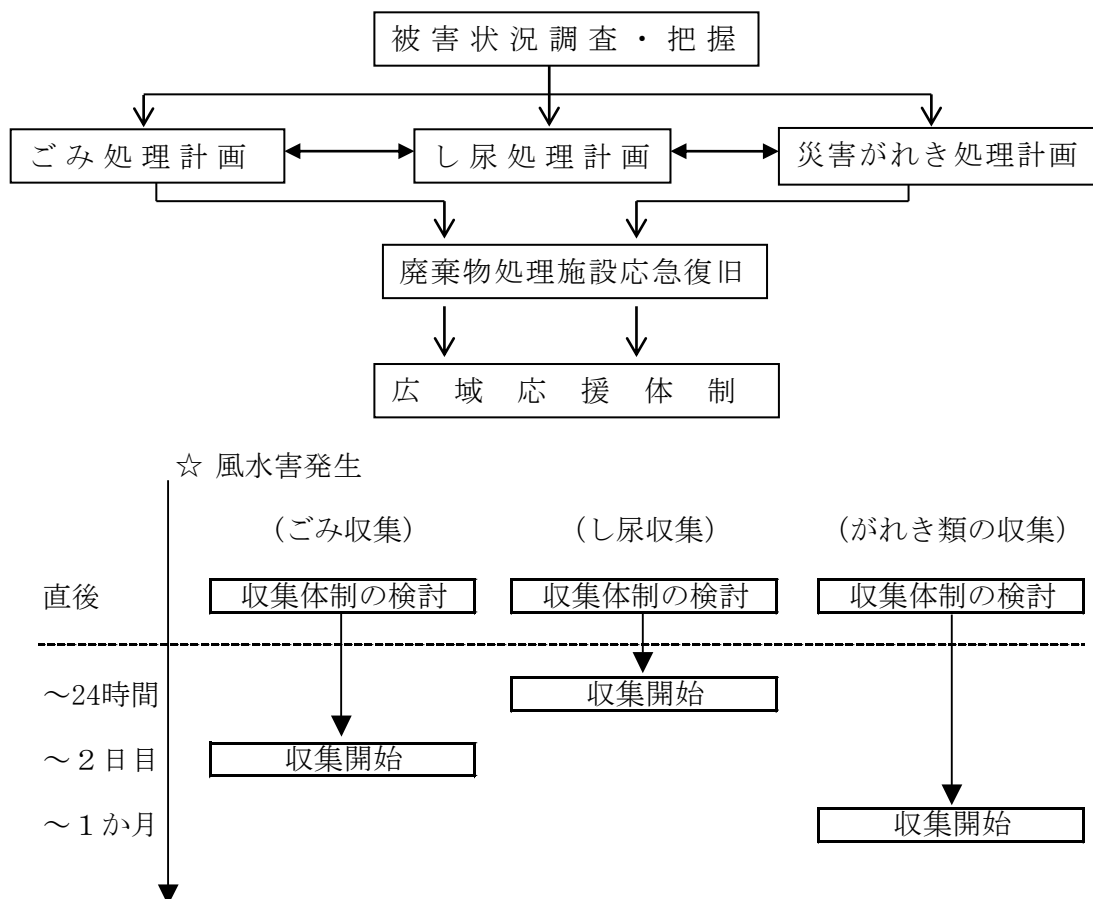 被害状況調査・把握
ごみ処理計画
し尿処理計画
災害がれき処理計画
廃棄物処理施設応急復旧
広域応援体制
☆ 風水害発生
（ごみ収集）
（し尿収集）
（がれき類の収集）
直後
収集体制の検討
収集体制の検討
収集体制の検討
～24時間
収集開始
～２日目
収集開始
～１か月
収集開始